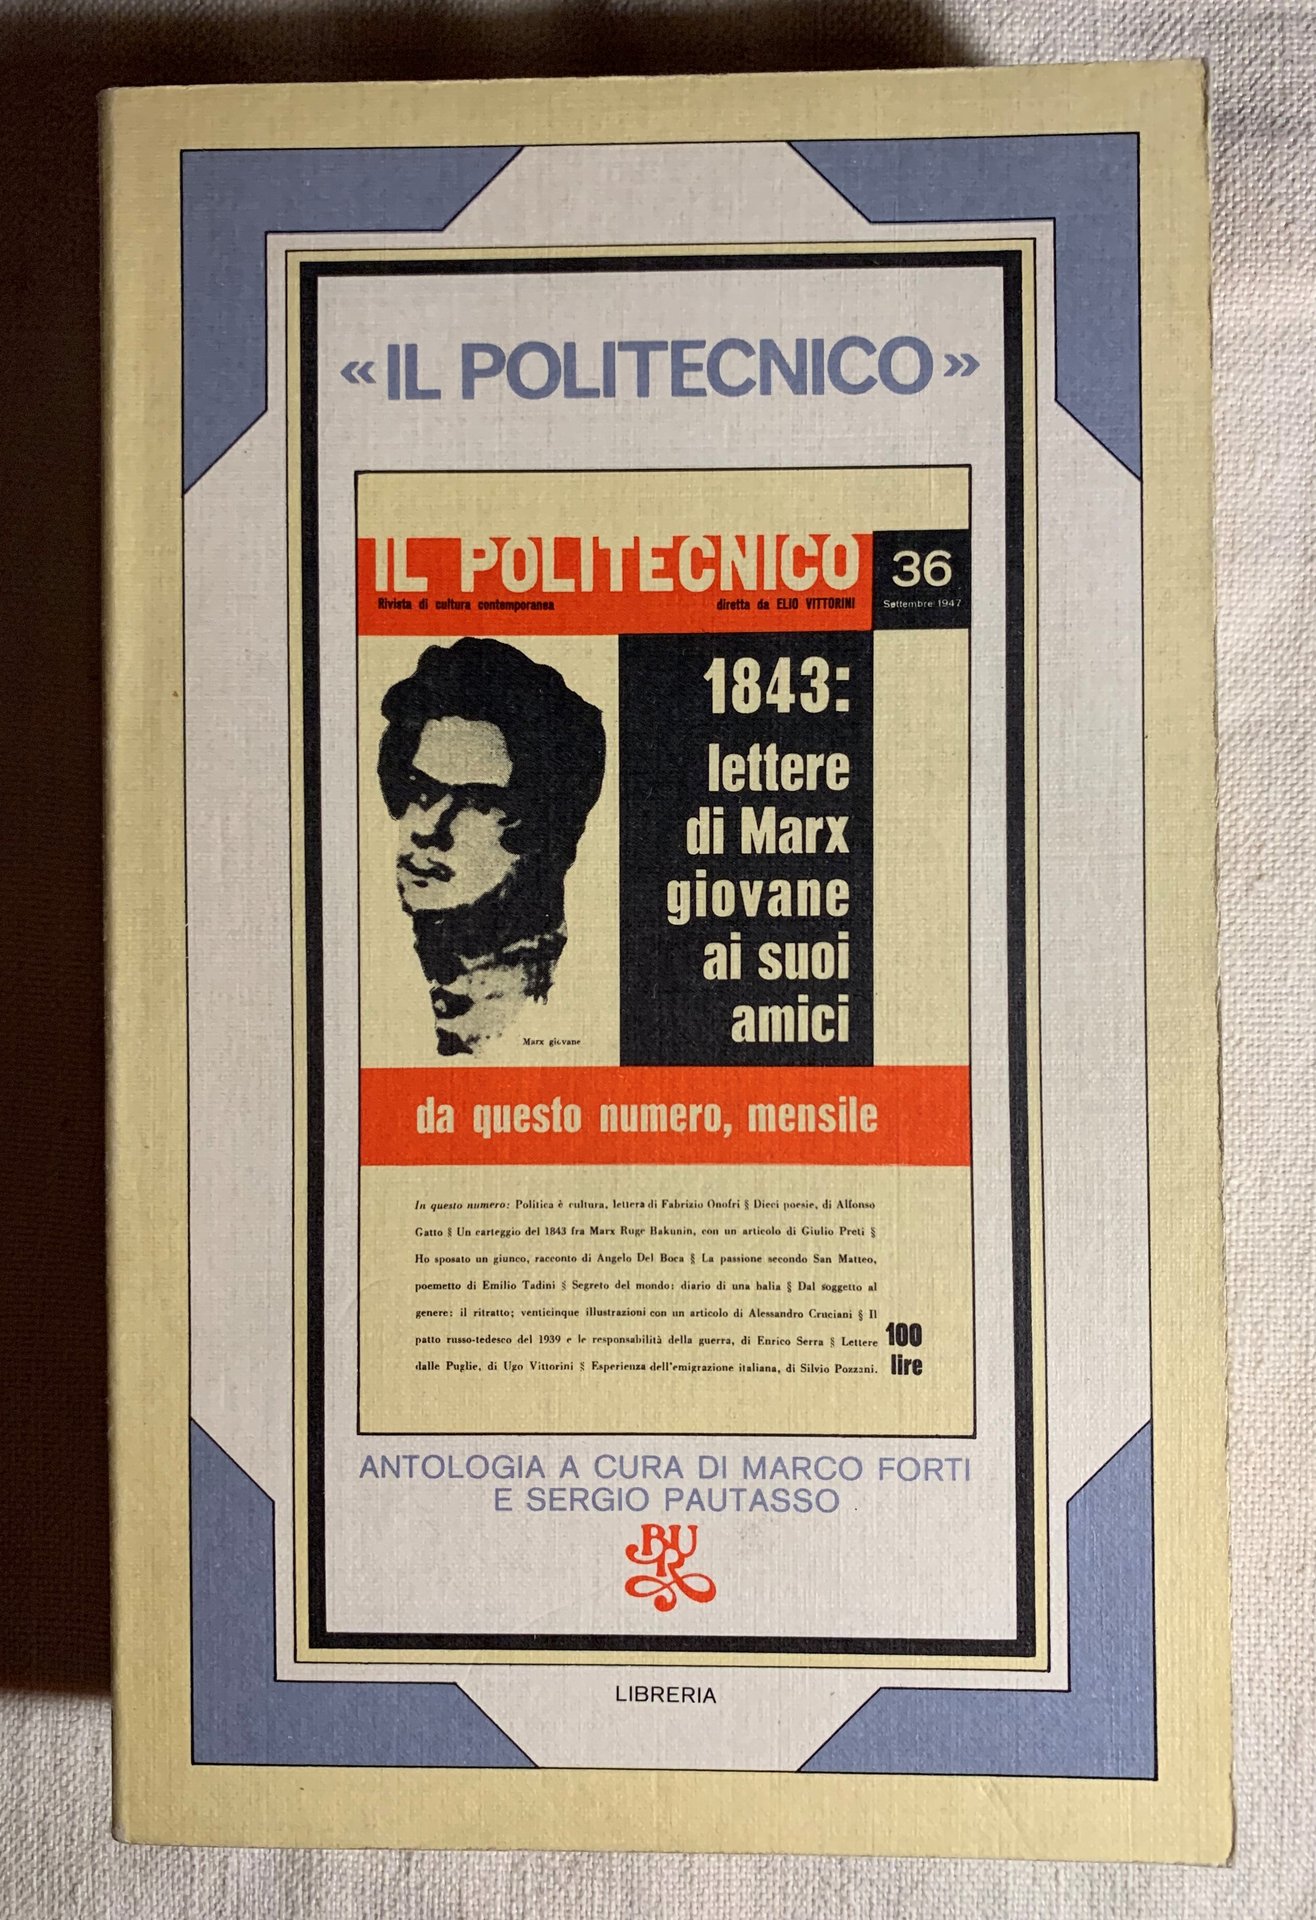 «IL POLITECNICO»
IL POLITECNICO
36
Rivista di cultura contemporanea
diretta da ELIO VITTORINI
Settembre 1947
1843:
lettere
di Marx
giovane
ai suoi
amici
Marx giovane
da questo numero, mensile
In questo numero: Politica è cultura, lettera di Fabrizio Onofri § Dieci poesie, di Alfonso
Gatto § Un carteggio del 1843 fra Marx Ruge Bakunin, con un articolo di Giulio Preti §
Ho sposato un giunco, racconto di Angelo Del Boca § La passione secondo San Matteo,
poemetto di Emilio Tadini § Segreto del mondo: diario di una balia § Dal soggetto al
genere: il ritratto; venticinque illustrazioni con un articolo di Alessandro Cruciani § Il
patto russo-tedesco del 1939 e le responsabilità della guerra, di Enrico Serra § Lettere
dalle Puglie, di Ugo Vittorini § Esperienza dell'emigrazione italiana, di Silvio Pozzani.
100
lire
ANTOLOGIA A CURA DI MARCO FORTI
E SERGIO PAUTASSO
BUR
LIBRERIA